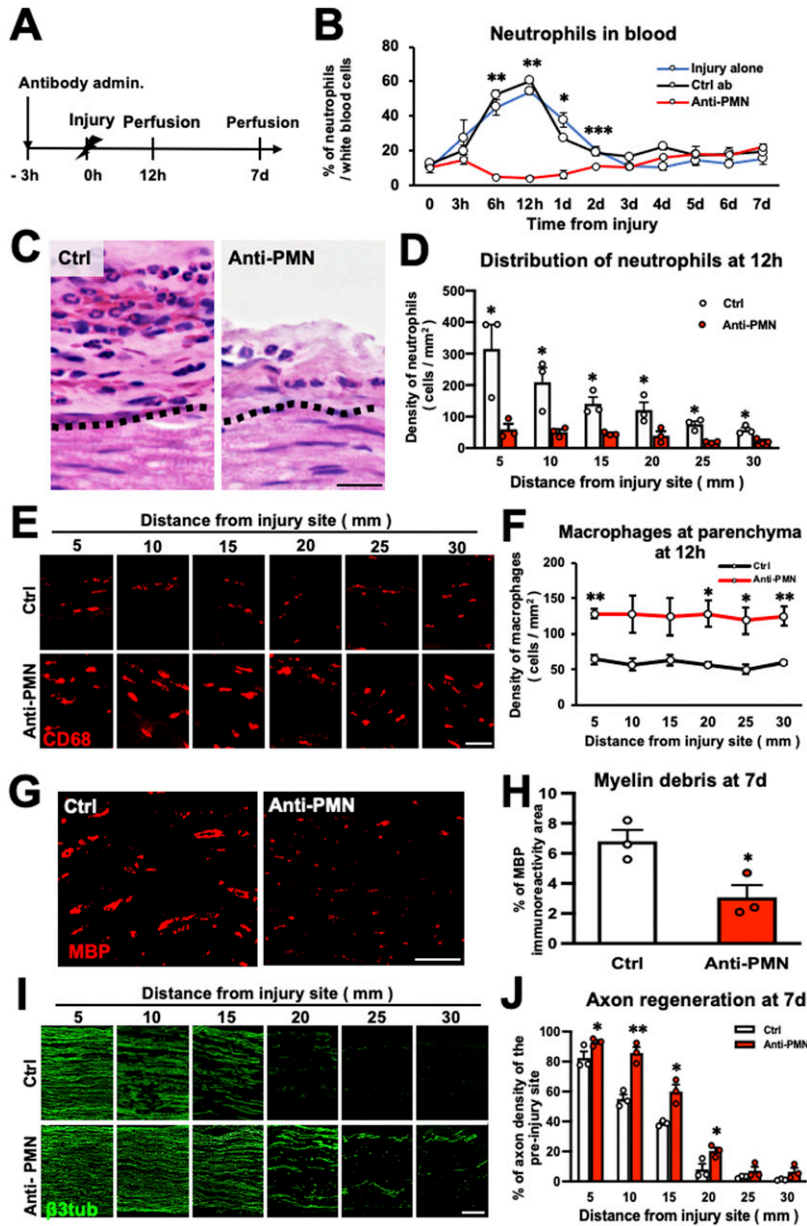 A
Antibody admin.
Injury Perfusion Perfusion
- 3h 0h 12h 7d
B
Neutrophils in blood
% of neutrophils
/ white blood cells
80
60
40
20
0
** ** * ***
Injury alone
Ctrl ab
Anti-PMN
0 3h 6h 12h 1d 2d 3d 4d 5d 6d 7d
Time from injury
C
Ctrl Anti-PMN
D
Distribution of neutrophils at 12h
Density of neutrophils
( cells / mm2 )
400
300
200
100
0
* * * * * *
Ctrl
Anti-PMN
5 10 15 20 25 30
Distance from injury site ( mm )
E
Distance from injury site ( mm )
5 10 15 20 25 30
Ctrl
Anti-PMN
CD68
F
Macrophages at parenchyma
at 12h
Density of macrophages
( cells / mm2 )
200
150
100
50
0
Ctrl
Anti-PMN
** * * **
5 10 15 20 25 30
Distance from injury site ( mm )
G
Ctrl Anti-PMN
MBP
H
Myelin debris at 7d
% of MBP
immunoreactivity area
10
8
6
4
2
0
*
Ctrl Anti-PMN
I
Distance from injury site ( mm )
5 10 15 20 25 30
Ctrl
Anti- PMN
β3tub
J
Axon regeneration at 7d
% of axon density of the
pre-injury site
100
80
60
40
20
0
* ** * *
Ctrl
Anti-PMN
5 10 15 20 25 30
Distance from injury site ( mm )